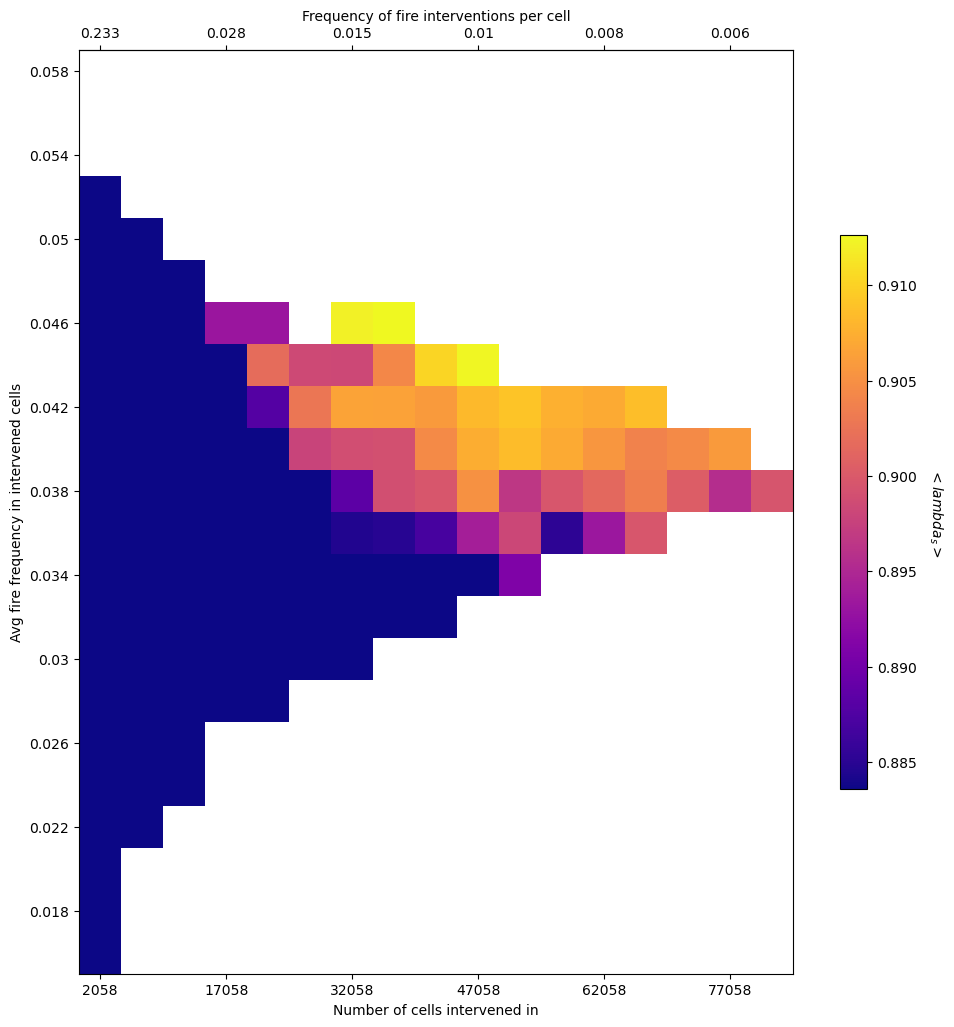 Frequency of fire interventions per cell
0.233 0.028 0.015 0.01 0.008 0.006
0.058
0.054
0.05
0.046
0.042
0.038
0.034
0.03
0.026
0.022
0.018
Avg fire frequency in intervened cells
2058 17058 32058 47058 62058 77058
Number of cells intervened in
0.910
0.905
0.900
0.895
0.890
0.885
< lambda_s >